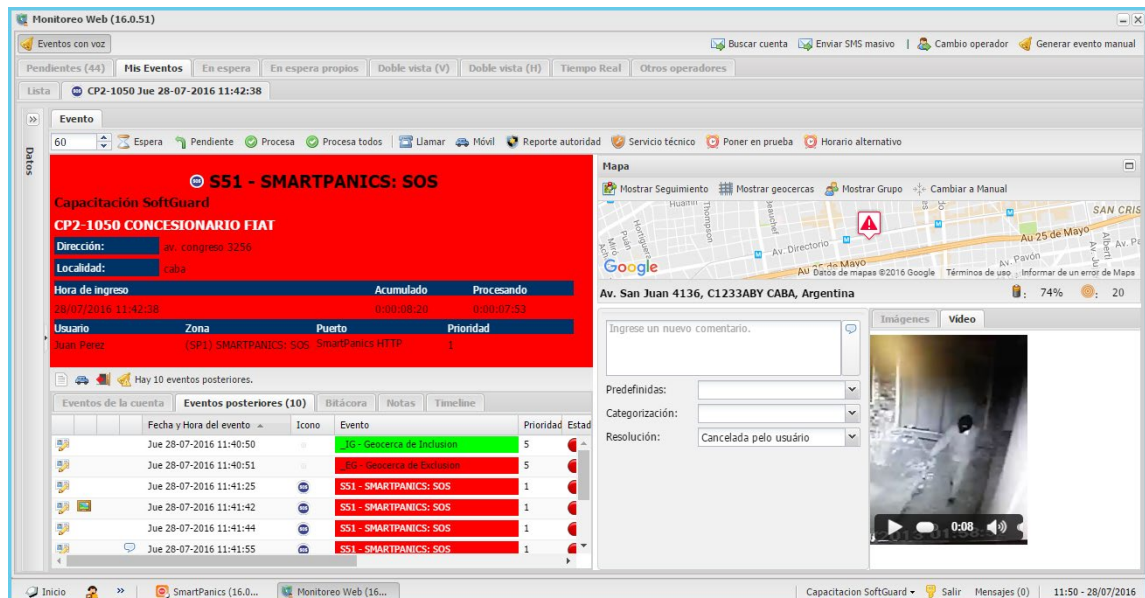 Monitoreo Web (16.0.51)
Eventos con voz
Buscar cuenta Enviar SMS masivo | Cambio operador Generar evento manual
Pendientes (44) Mis Eventos En espera En espera propios Doble vista (V) Doble vista (H) Tiempo Real Otros operadores
Lista CP2-1050 Jue 28-07-2016 11:42:38
Datos
Evento
60 Espera Pendiente Procesa Procesa todos Llamar Móvil Reporte autoridad Servicio técnico Poner en prueba Horario alternativo
S51 - SMARTPANICS: SOS
Capacitación SoftGuard
CP2-1050 CONCESIONARIO FIAT
Dirección: av. congreso 3256
Localidad: caba
Hora de ingreso Acumulado Procesando
28/07/2016 11:42:38 0:00:08:20 0:00:07:53
Usuario Zona Puerto Prioridad
Juan Perez (SP1) SMARTPANICS: SOS SmartPanics HTTP 1
Hay 10 eventos posteriores.
Eventos de la cuenta Eventos posteriores (10) Bitácora Notas Timeline
Fecha y Hora del evento Icono Evento Prioridad Estad
Jue 28-07-2016 11:40:50 _IG - Geocerca de Inclusion 5
Jue 28-07-2016 11:40:51 _EG - Geocerca de Exclusion 5
Jue 28-07-2016 11:41:25 S51 - SMARTPANICS: SOS 1
Jue 28-07-2016 11:41:42 S51 - SMARTPANICS: SOS 1
Jue 28-07-2016 11:41:44 S51 - SMARTPANICS: SOS 1
Jue 28-07-2016 11:41:55 S51 - SMARTPANICS: SOS 1
Mapa
Mostrar Seguimiento Mostrar geocercas Mostrar Grupo Cambiar a Manual
Thompson
Beauchef
Hortiguera
Puán
Miró
SAN CRIS
Au 25 de Mayo
Alberti
Av. Directorio
Av. Pavón
Google
Datos de mapas ©2016 Google Términos de uso Informar de un error de Maps
Av. San Juan 4136, C1233ABY CABA, Argentina 74% 20
Ingrese un nuevo comentario.
Predefinidas:
Categorización:
Resolución: Cancelada pelo usuário
Imágenes Vídeo
0:08
Inicio » SmartPanics (16.0... Monitoreo Web (16...
Capacitacion SoftGuard Salir Mensajes (0) 11:50 - 28/07/2016